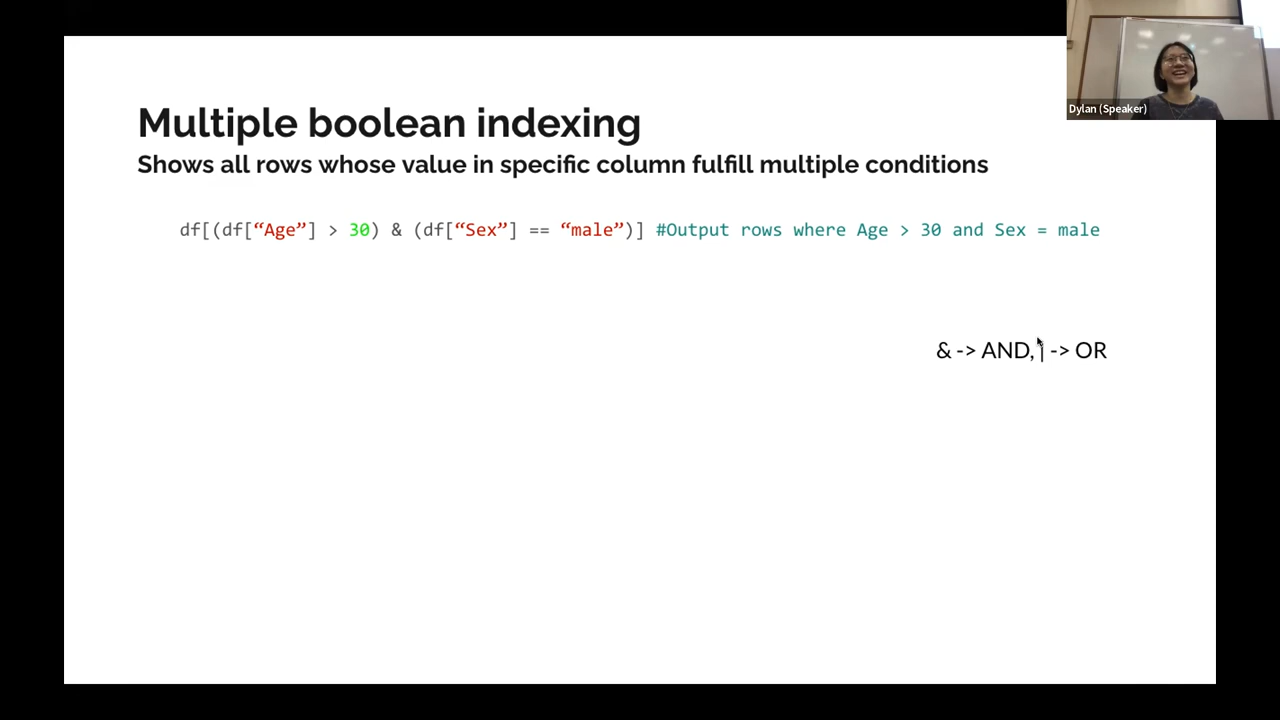 Multiple boolean indexing
Shows all rows whose value in specific column fulfill multiple conditions
df[(df[“Age”] > 30) & (df[“Sex”] == “male”)] #Output rows where Age > 30 and Sex = male
& -> AND, | -> OR
Dylan (Speaker)